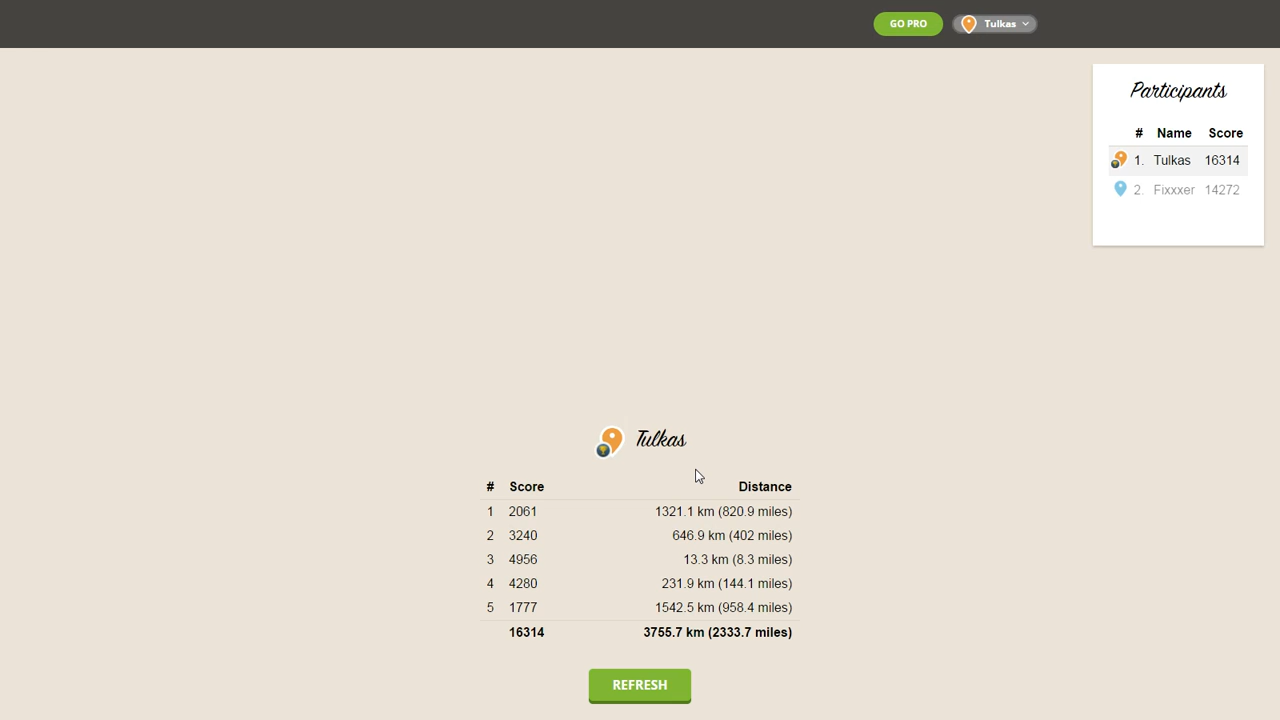 GO PRO Tulkas
Participants
# Name Score
1. Tulkas 16314
2. Fixxxer 14272
Tulkas
# Score Distance
1 2061 1321.1 km (820.9 miles)
2 3240 646.9 km (402 miles)
3 4956 13.3 km (8.3 miles)
4 4280 231.9 km (144.1 miles)
5 1777 1542.5 km (958.4 miles)
16314 3755.7 km (2333.7 miles)
REFRESH